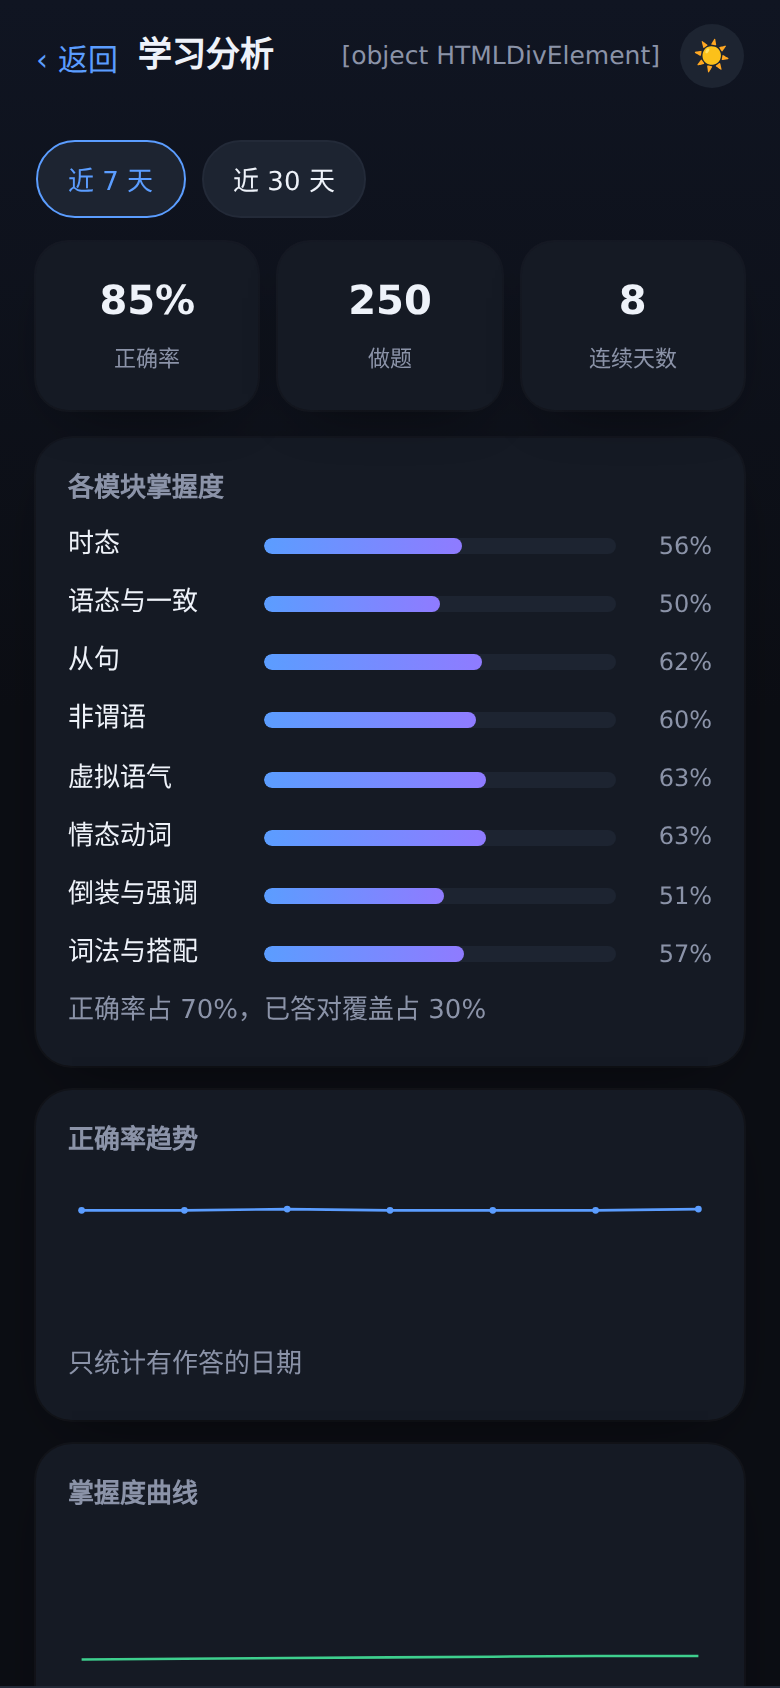 ‹ 返回 学习分析 [object HTMLDivElement] ☀️
近 7 天 近 30 天
85% 250 8
正确率 做题 连续天数
各模块掌握度
时态 56%
语态与一致 50%
从句 62%
非谓语 60%
虚拟语气 63%
情态动词 63%
倒装与强调 51%
词法与搭配 57%
正确率占 70%，已答对覆盖占 30%
正确率趋势
只统计有作答的日期
掌握度曲线